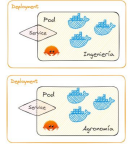 Deployment
Pod
Service
Ingeniería
Deployment
Pod
Service
Agronomía